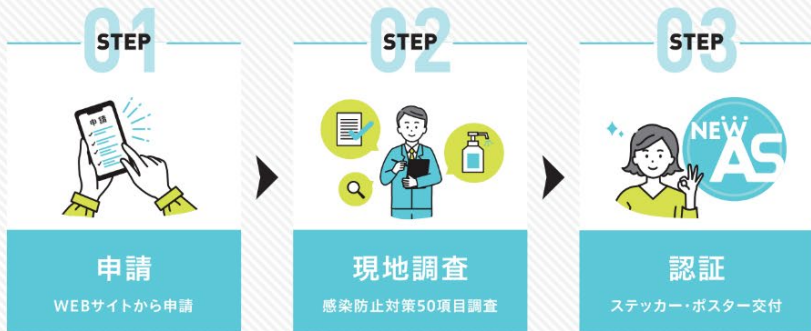 01
STEP
申請
申請
WEBサイトから申請
02
STEP
現地調査
感染防止対策50項目調査
03
STEP
NEW
AS
認証
ステッカー・ポスター交付